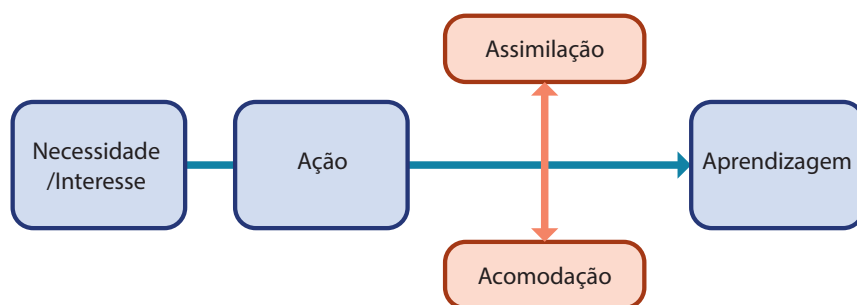 Assimilação
Necessidade
/Interesse
Ação
Aprendizagem
Acomodação